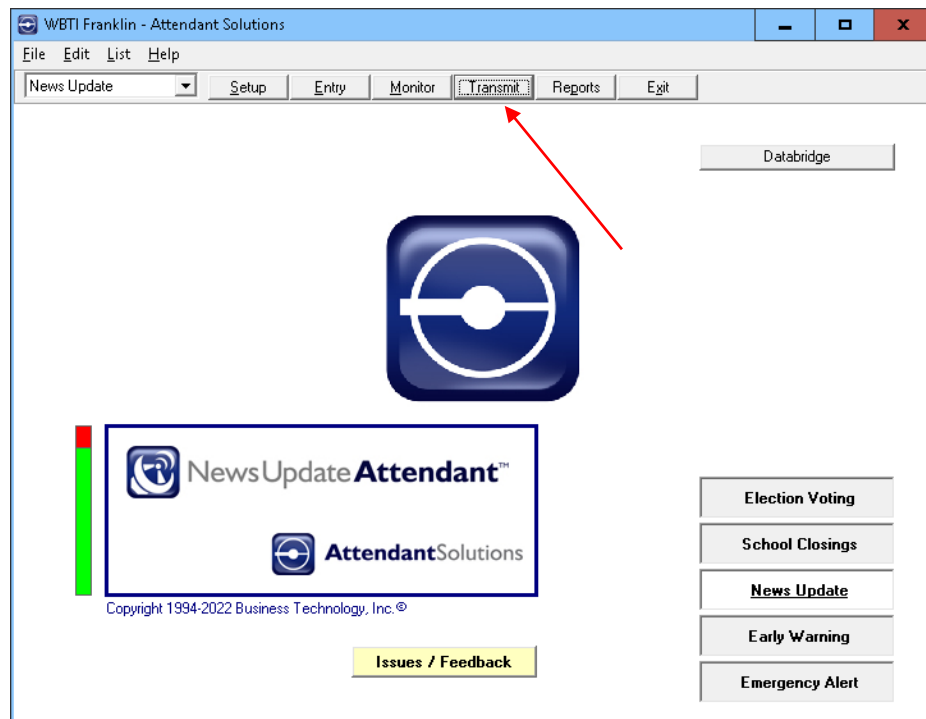 WBTI Franklin - Attendant Solutions
File Edit List Help
News Update Setup Entry Monitor Transmit Reports Exit
Databridge
NewsUpdateAttendant™
AttendantSolutions
Copyright 1994-2022 Business Technology, Inc.©
Issues / Feedback
Election Voting
School Closings
News Update
Early Warning
Emergency Alert